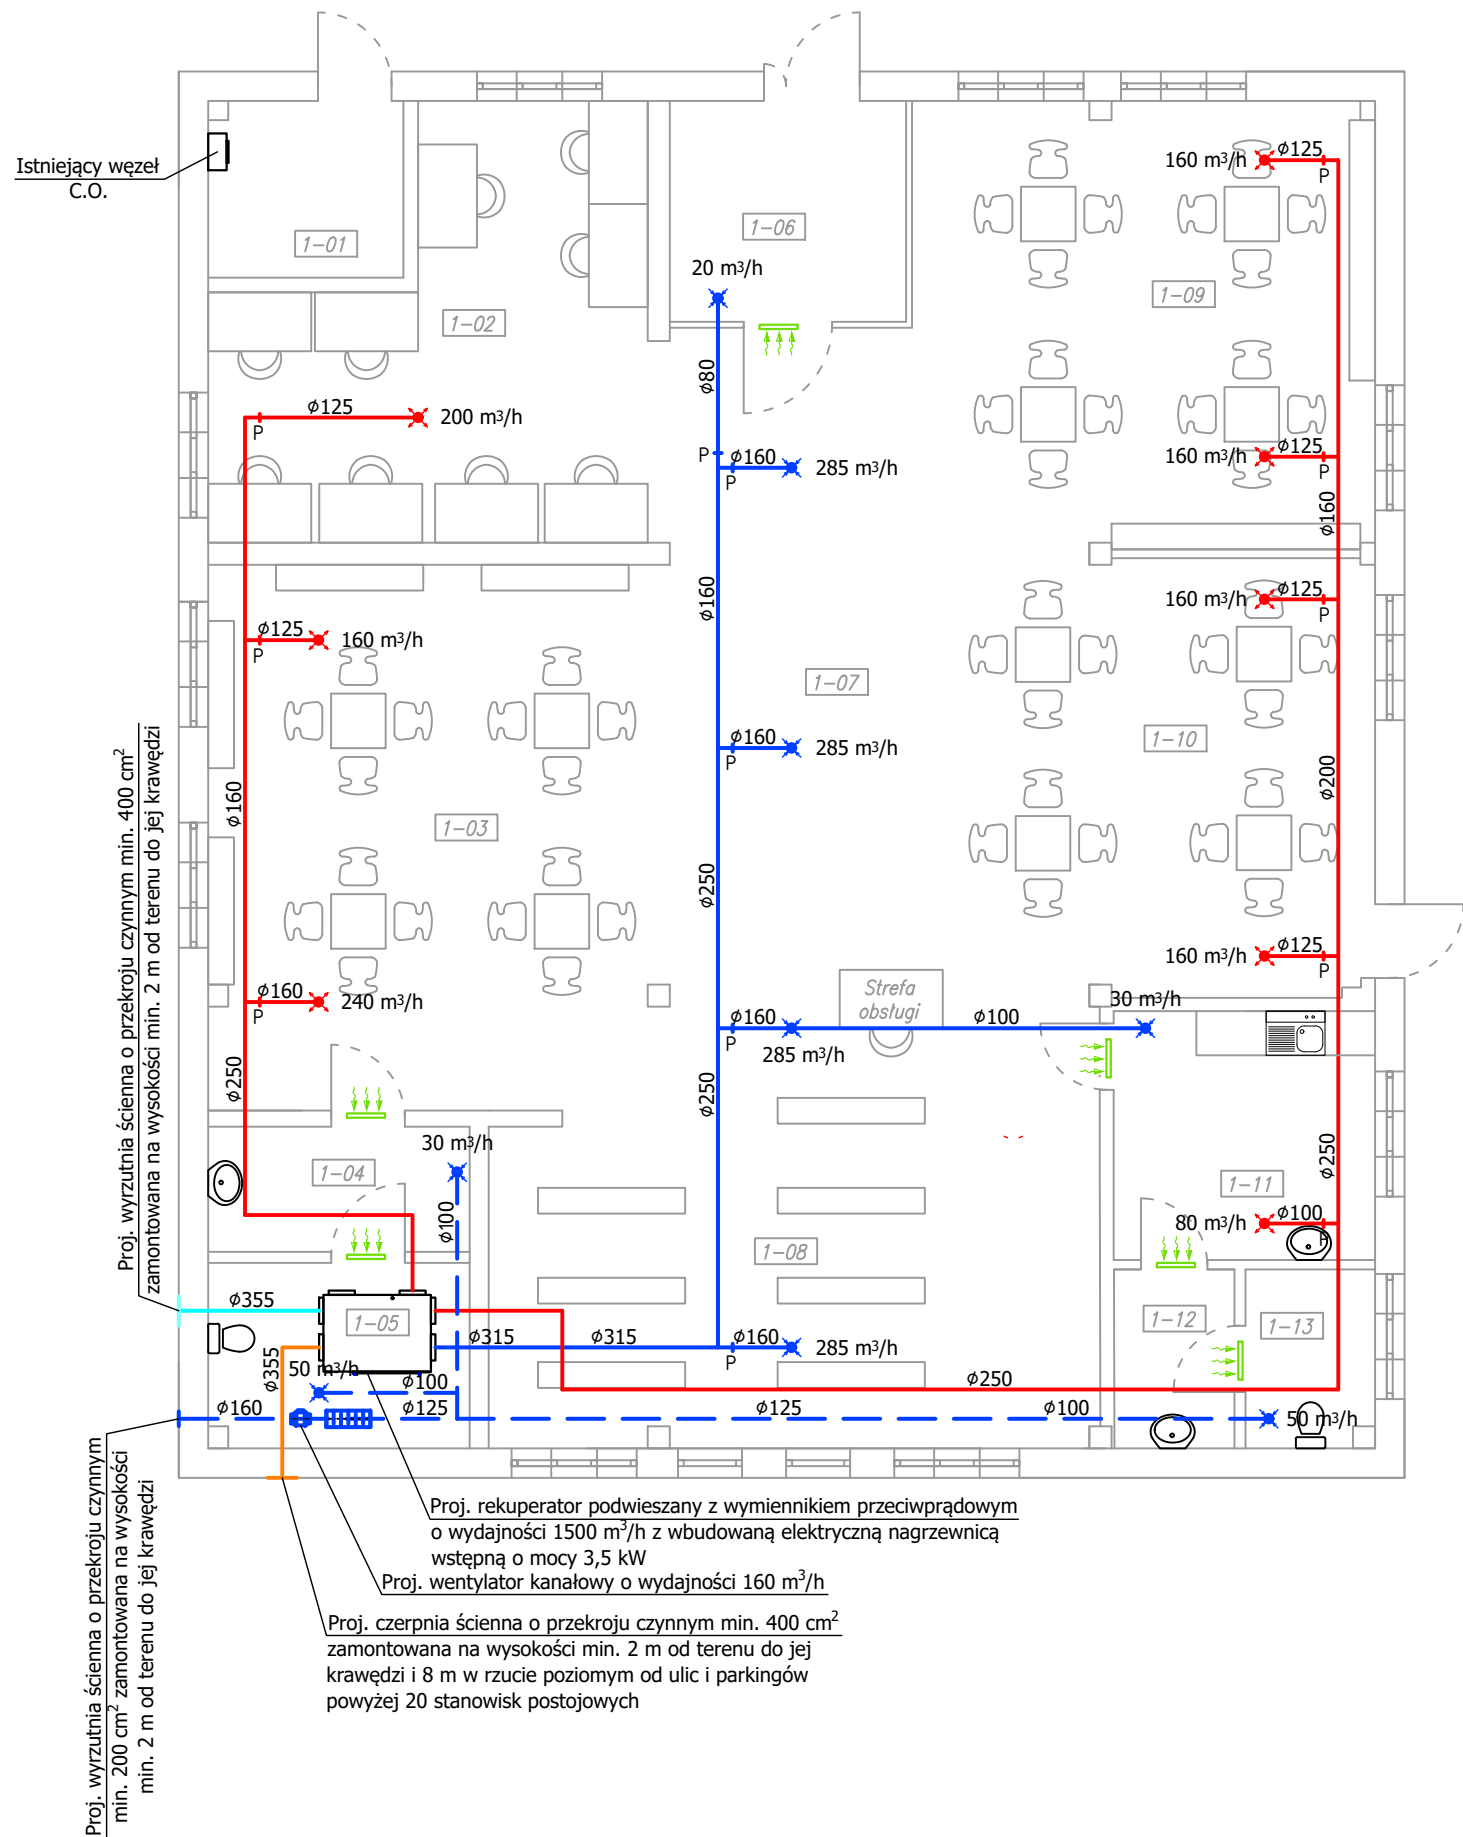 Istniejący węzeł
C.O.
1-01
1-02
1-06
20 m³/h
160 m³/h
ϕ125
P
1-09
ϕ80
ϕ125
P
200 m³/h
P
ϕ160
P
285 m³/h
160 m³/h
ϕ125
P
ϕ160
ϕ125
P
160 m³/h
ϕ160
160 m³/h
ϕ125
P
1-07
ϕ160
P
285 m³/h
1-10
ϕ200
ϕ160
1-03
ϕ250
160 m³/h
ϕ125
P
ϕ160
P
240 m³/h
Strefa
obsługi
ϕ160
P
285 m³/h
ϕ100
30 m³/h
ϕ250
ϕ250
30 m³/h
1-04
ϕ100
ϕ250
1-11
80 m³/h
ϕ100
P
1-08
Proj. wyrzutnia ścienna o przekroju czynnym min. 400 cm²
zamontowana na wysokości min. 2 m od terenu do jej krawędzi
ϕ355
1-05
ϕ315
ϕ315
ϕ160
P
285 m³/h
1-12
1-13
ϕ355
50 m³/h
ϕ100
ϕ250
ϕ160
ϕ125
ϕ125
ϕ100
50 m³/h
Proj. wyrzutnia ścienna o przekroju czynnym
min. 200 cm² zamontowana na wysokości
min. 2 m od terenu do jej krawędzi
Proj. rekuperator podwieszany z wymiennikiem przeciwprądowym
o wydajności 1500 m³/h z wbudowaną elektryczną nagrzewnicą
wstępną o mocy 3,5 kW
Proj. wentylator kanałowy o wydajności 160 m³/h
Proj. czerpnia ścienna o przekroju czynnym min. 400 cm²
zamontowana na wysokości min. 2 m od terenu do jej
krawędzi i 8 m w rzucie poziomym od ulic i parkingów
powyżej 20 stanowisk postojowych